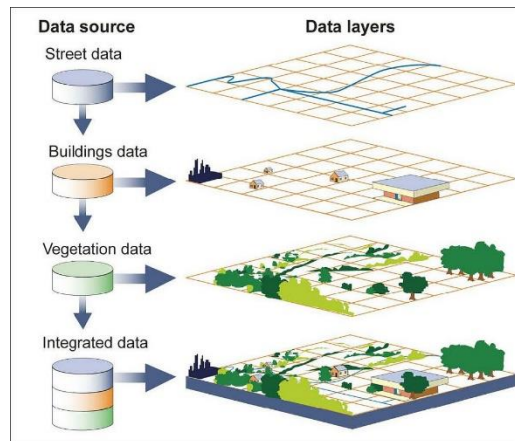 Data source
Data layers
Street data
Buildings data
Vegetation data
Integrated data